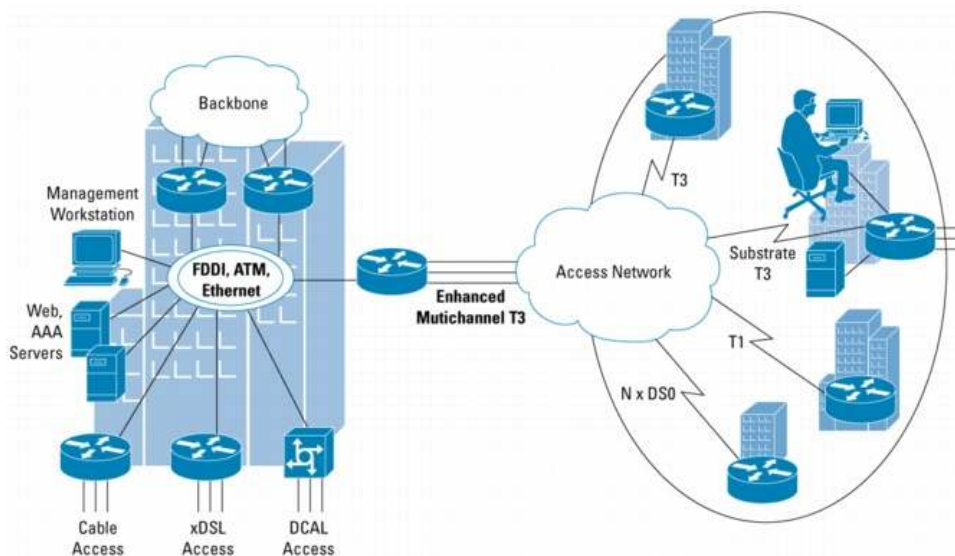 Backbone
Management
Workstation
FDDI, ATM,
Ethernet
Web,
AAA
Servers
Cable
Access
xDSL
Access
DCAL
Access
Enhanced
Mutichannel T3
Access Network
T3
Substrate
T3
T1
N x DS0